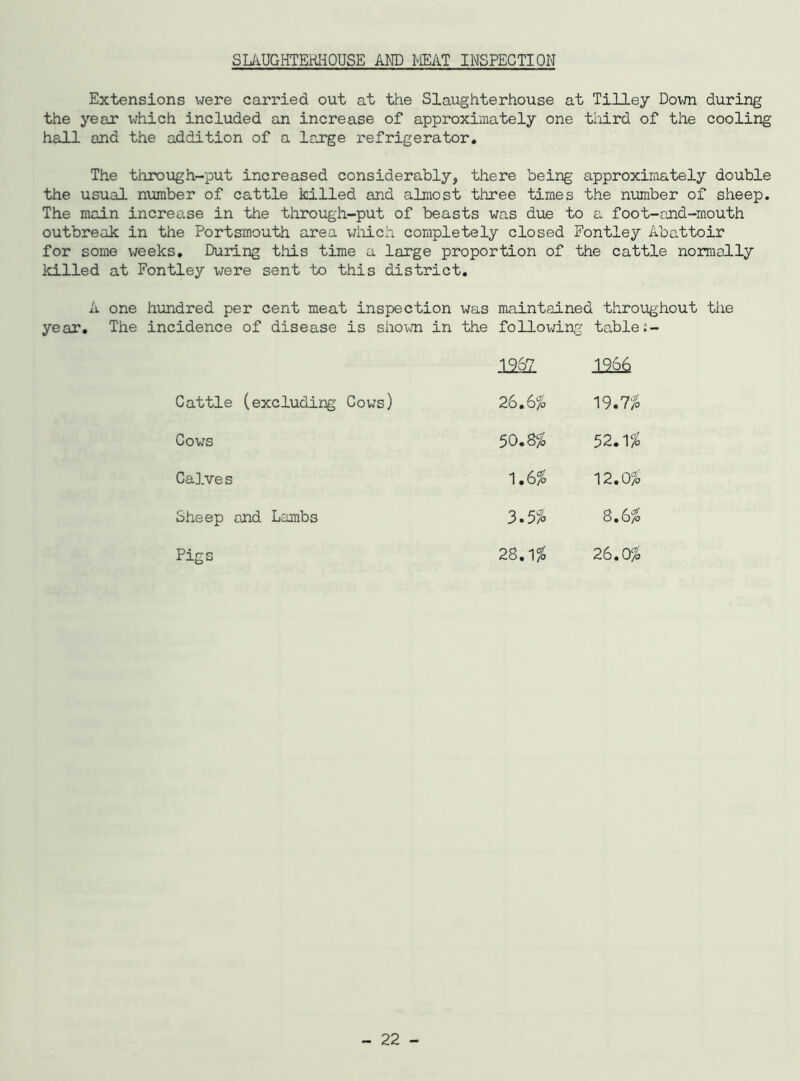 SLAUGHTERHOUSE AND MEAT INSPECTION
Extensions were carried out at the Slaughterhouse at Tilley Down during
the year which included an increase of approximately one third of the cooling
hall and the addition of a large refrigerator.
The through-put increased considerably, there being approximately double
the usual number of cattle killed and almost three times the number of sheep.
The main increase in the through-put of beasts was due to a foot-and-mouth
outbreak in the Portsmouth area which completely closed Fontley Abattoir
for some weeks. During this time a large proportion of the cattle normally
killed at Fontley were sent to this district.
A one hundred per cent meat inspection was maintained throughout the
year. The incidence of disease is shown in the following table:-
1967 1966
Cattle (excluding Cows) 26.6% 19.7%
Cows 50.8% 52.1%
Calves 1.6% 12.0%
Sheep and Lambs 3.5% 8.6%
Pigs 28.1% 26.0%
- 22 -